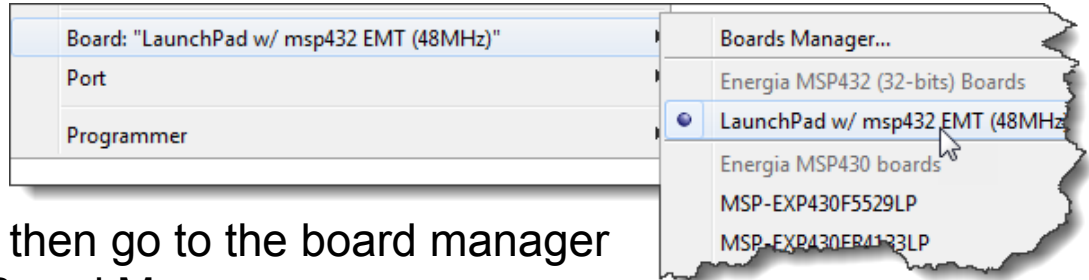 Board: "LaunchPad w/ msp432 EMT (48MHz)"
Port
Programmer
Boards Manager...
Energia MSP432 (32-bits) Boards
LaunchPad w/ msp432 EMT (48MHz
Energia MSP430 boards
MSP-EXP430F5529LP
MSP-EXP430FR4133LP
then go to the board manager